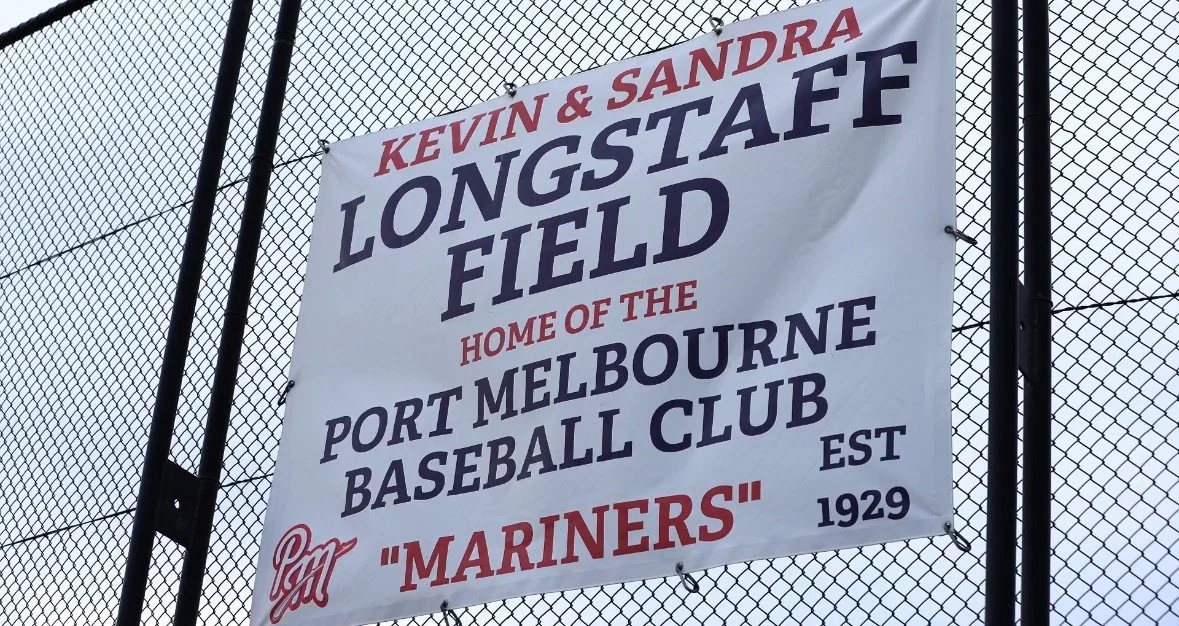 KEVIN & SANDRA
LONGSTAFF
FIELD
HOME OF THE
PORT MELBOURNE
BASEBALL CLUB
EST
1929
"MARINERS"
PM